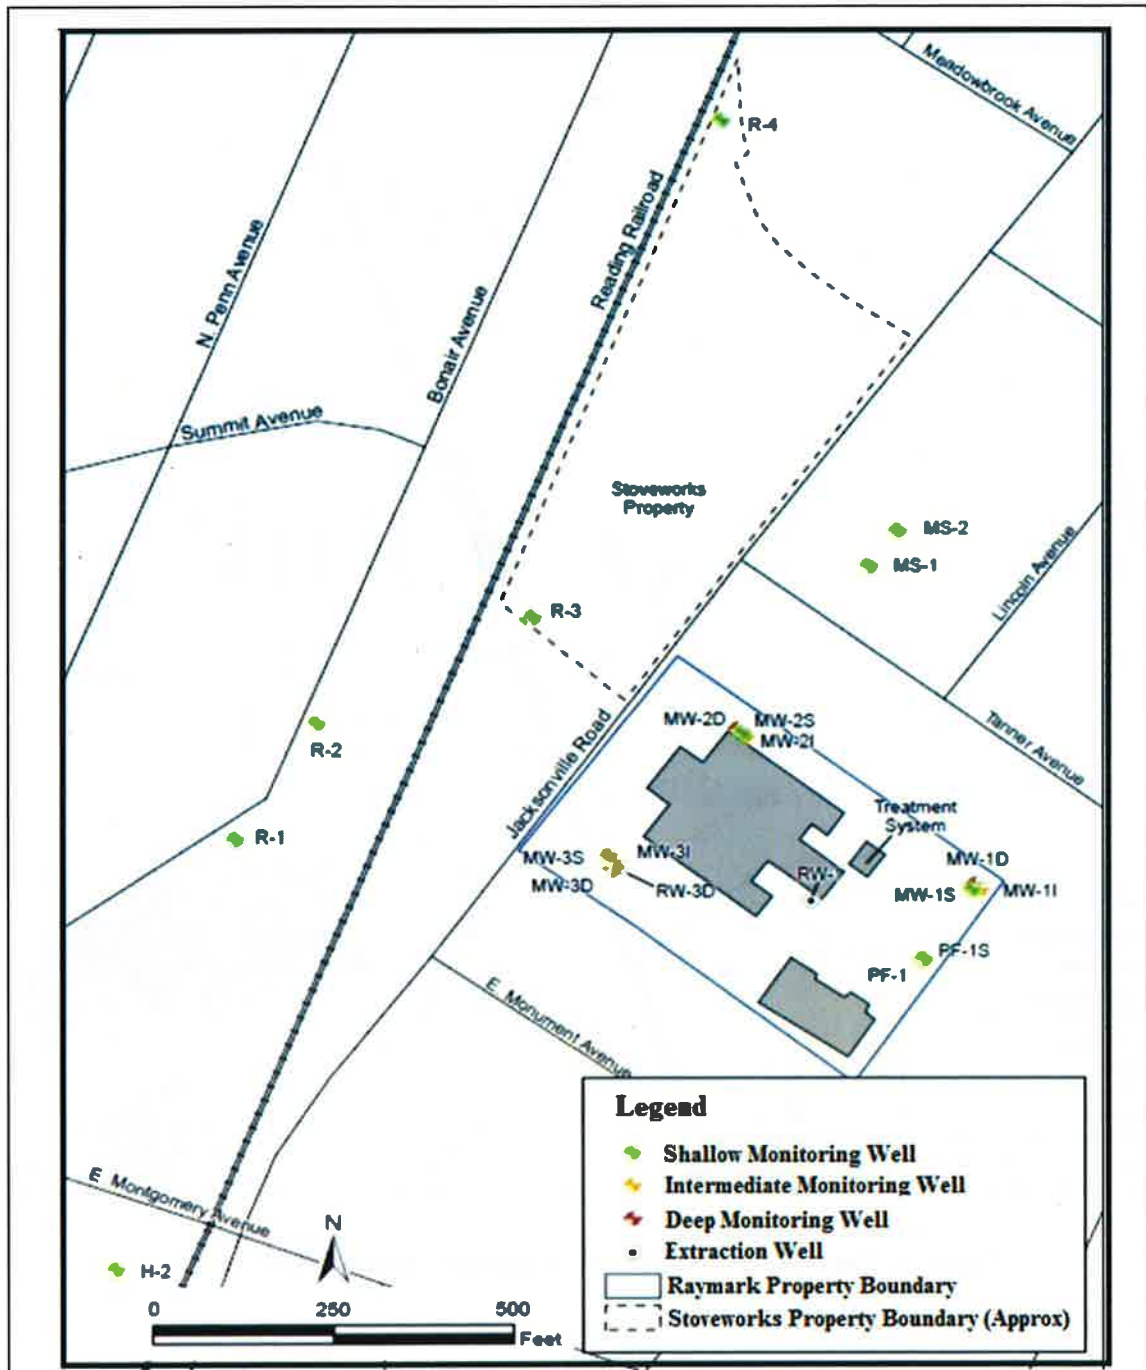 Meadowbrook Avenue
R-4
Reading Railroad
N. Penn Avenue
Bonair Avenue
Summit Avenue
Stoveworks
Property
MS-2
MS-1
Lincoln Avenue
R-3
R-2
Tanner Avenue
MW-2D
MW-2S
MW-2I
Jacksonville Road
Treatment
System
R-1
MW-3S
MW-3I
MW-3D
RW-3D
RW-
MW-1D
MW-1S
MW-1I
PF-1S
PF-1
E. Monument Avenue
E. Montgomery Avenue
N
H-2
0
250
500
Feet
Legend
Shallow Monitoring Well
Intermediate Monitoring Well
Deep Monitoring Well
Extraction Well
Raymark Property Boundary
Stoveworks Property Boundary (Approx)